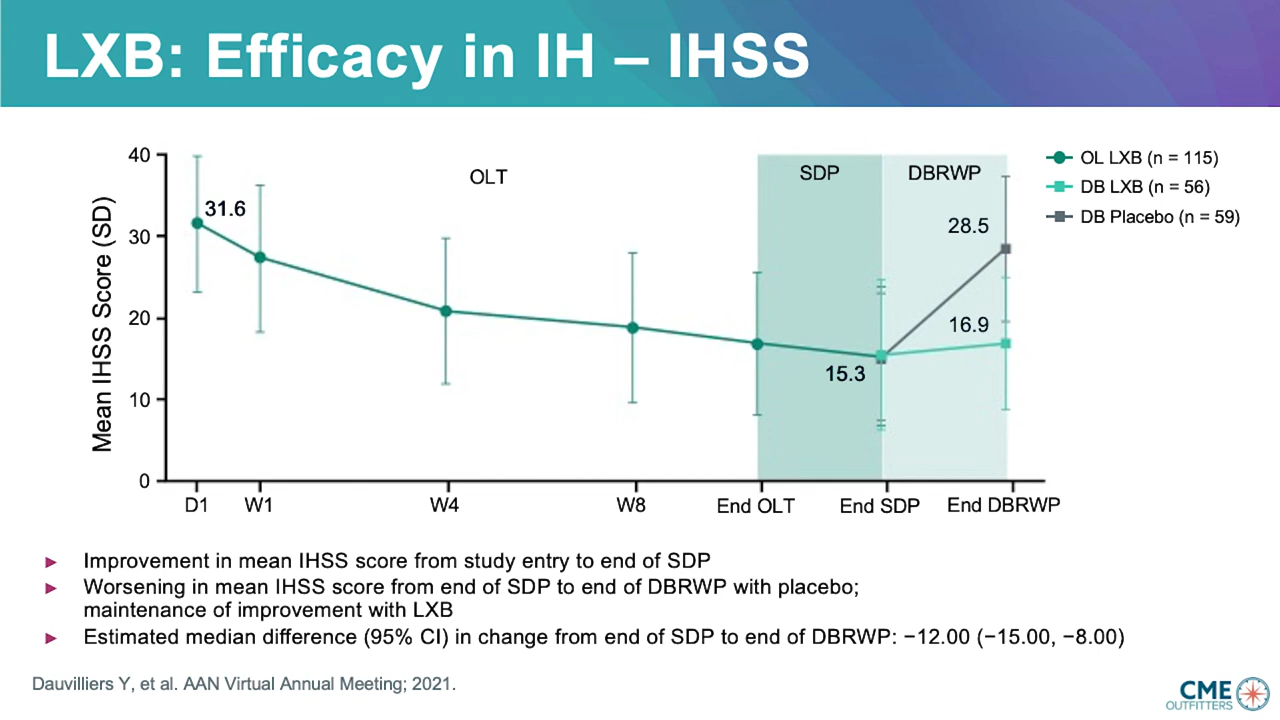 LXB: Efficacy in IH – IHSS
Mean IHSS Score (SD)
40
30
20
10
0
31.6
OLT
SDP
DBRWP
28.5
16.9
15.3
OL LXB (n = 115)
DB LXB (n = 56)
DB Placebo (n = 59)
D1
W1
W4
W8
End OLT
End SDP
End DBRWP
► Improvement in mean IHSS score from study entry to end of SDP
► Worsening in mean IHSS score from end of SDP to end of DBRWP with placebo;
maintenance of improvement with LXB
► Estimated median difference (95% CI) in change from end of SDP to end of DBRWP: −12.00 (−15.00, −8.00)
Dauvilliers Y, et al. AAN Virtual Annual Meeting; 2021.
CME
OUTFITTERS